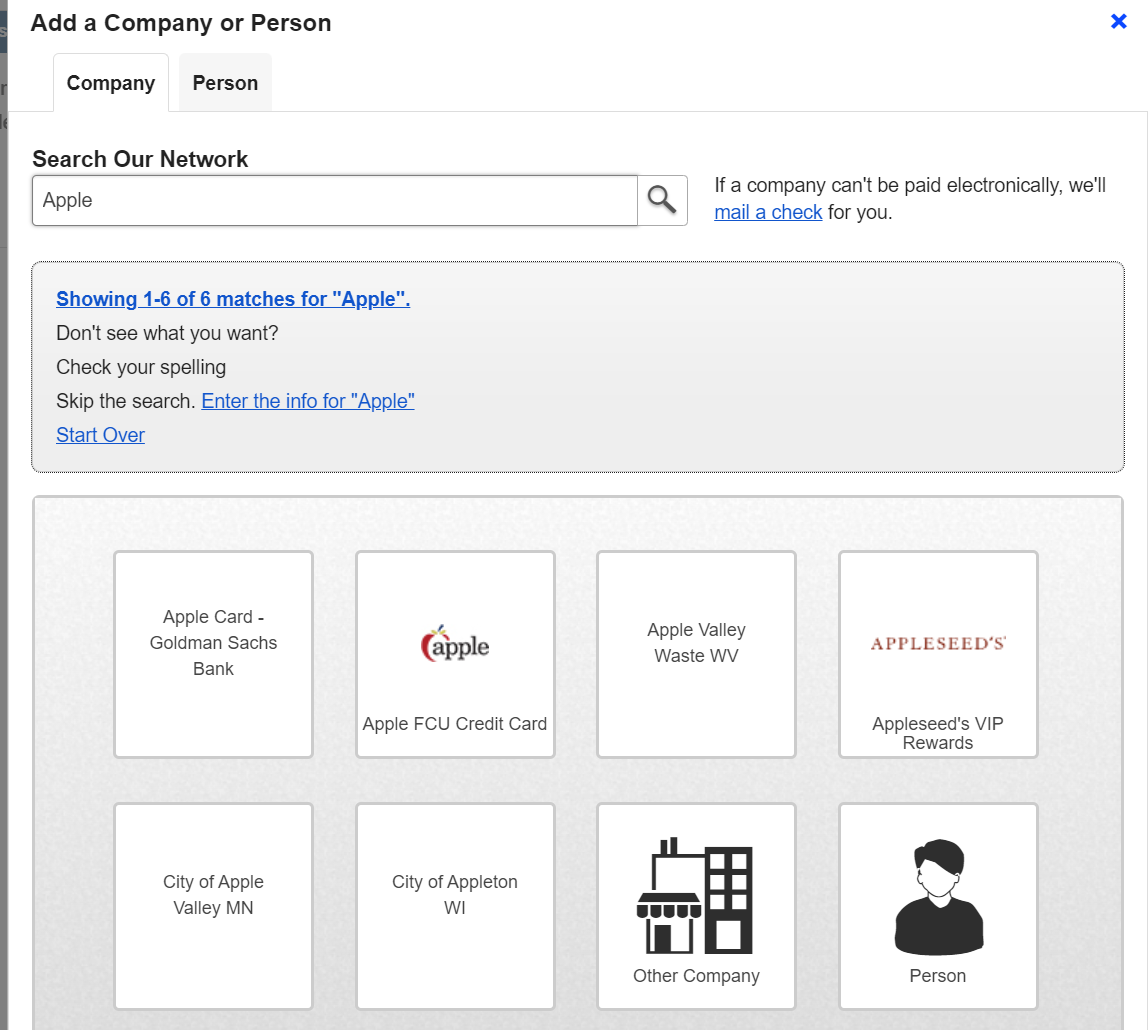 Add a Company or Person
Company
Person
Search Our Network
Apple
If a company can't be paid electronically, we'll
mail a check for you.
Showing 1-6 of 6 matches for "Apple".
Don't see what you want?
Check your spelling
Skip the search. Enter the info for "Apple"
Start Over
Apple Card -
Goldman Sachs
Bank
apple
Apple FCU Credit Card
Apple Valley
Waste WV
APPLESEED'S
Appleseed's VIP
Rewards
City of Apple
Valley MN
City of Appleton
WI
Other Company
Person